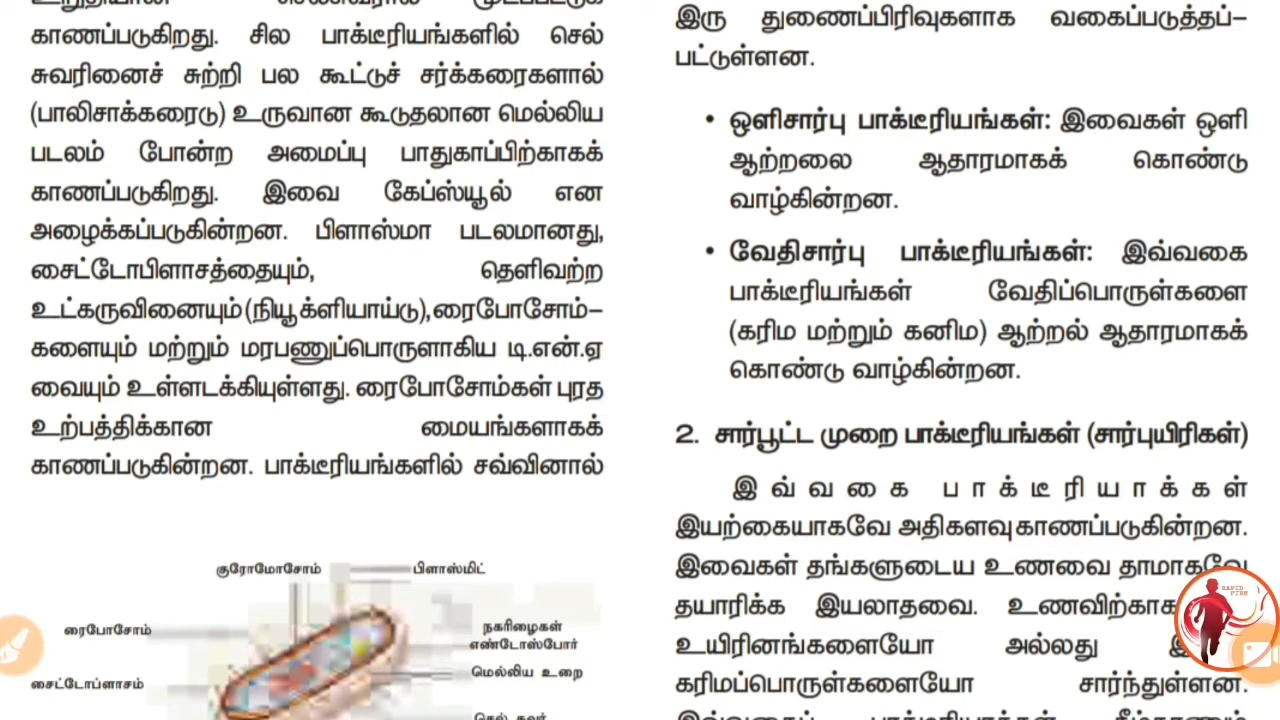 காணப்படுகிறது. சில பாக்டீரியங்களில் செல்
சுவரினைச் சுற்றி பல கூட்டுச் சர்க்கரைகளால்
(பாலிசாக்கரைடு) உருவான கூடுதலான மெல்லிய
படலம் போன்ற அமைப்பு பாதுகாப்பிற்காகக்
காணப்படுகிறது. இவை கேப்ஸ்யூல் என
அழைக்கப்படுகின்றன. பிளாஸ்மா படலமானது,
சைட்டோபிளாசத்தையும், தெளிவற்ற
உட்கருவினையும் (நியூக்ளியாய்டு), ரைபோசோம்-
களையும் மற்றும் மரபணுப்பொருளாகிய டி.என்.ஏ
வையும் உள்ளடக்கியுள்ளது. ரைபோசோம்கள் புரத
உற்பத்திக்கான மையங்களாகக்
காணப்படுகின்றன. பாக்டீரியங்களில் சவ்வினால்
குரோமோசோம்
பிளாஸ்மிட்
ரைபோசோம்
நகரிழைகள்
எண்டோஸ்போர்
மெல்லிய உறை
சைட்டோப்ளாசம்
செல் சுவர்
இரு துணைப்பிரிவுகளாக வகைப்படுத்தப்-
பட்டுள்ளன.
• ஒளிசார்பு பாக்டீரியங்கள்: இவைகள் ஒளி
ஆற்றலை ஆதாரமாகக் கொண்டு
வாழ்கின்றன.
• வேதிசார்பு பாக்டீரியங்கள்: இவ்வகை
பாக்டீரியங்கள் வேதிப்பொருள்களை
(கரிம மற்றும் கனிம) ஆற்றல் ஆதாரமாகக்
கொண்டு வாழ்கின்றன.
2. சார்பூட்ட முறை பாக்டீரியங்கள் (சார்புயிரிகள்)
இவ்வகை பாக்டீரியாக்கள்
இயற்கையாகவே அதிகளவு காணப்படுகின்றன.
இவைகள் தங்களுடைய உணவை தாமாகவே
தயாரிக்க இயலாதவை.
உயிரினங்களையோ அல்லது
கரிமப்பொருள்களையோ சார்ந்துள்ளன.
RAPID